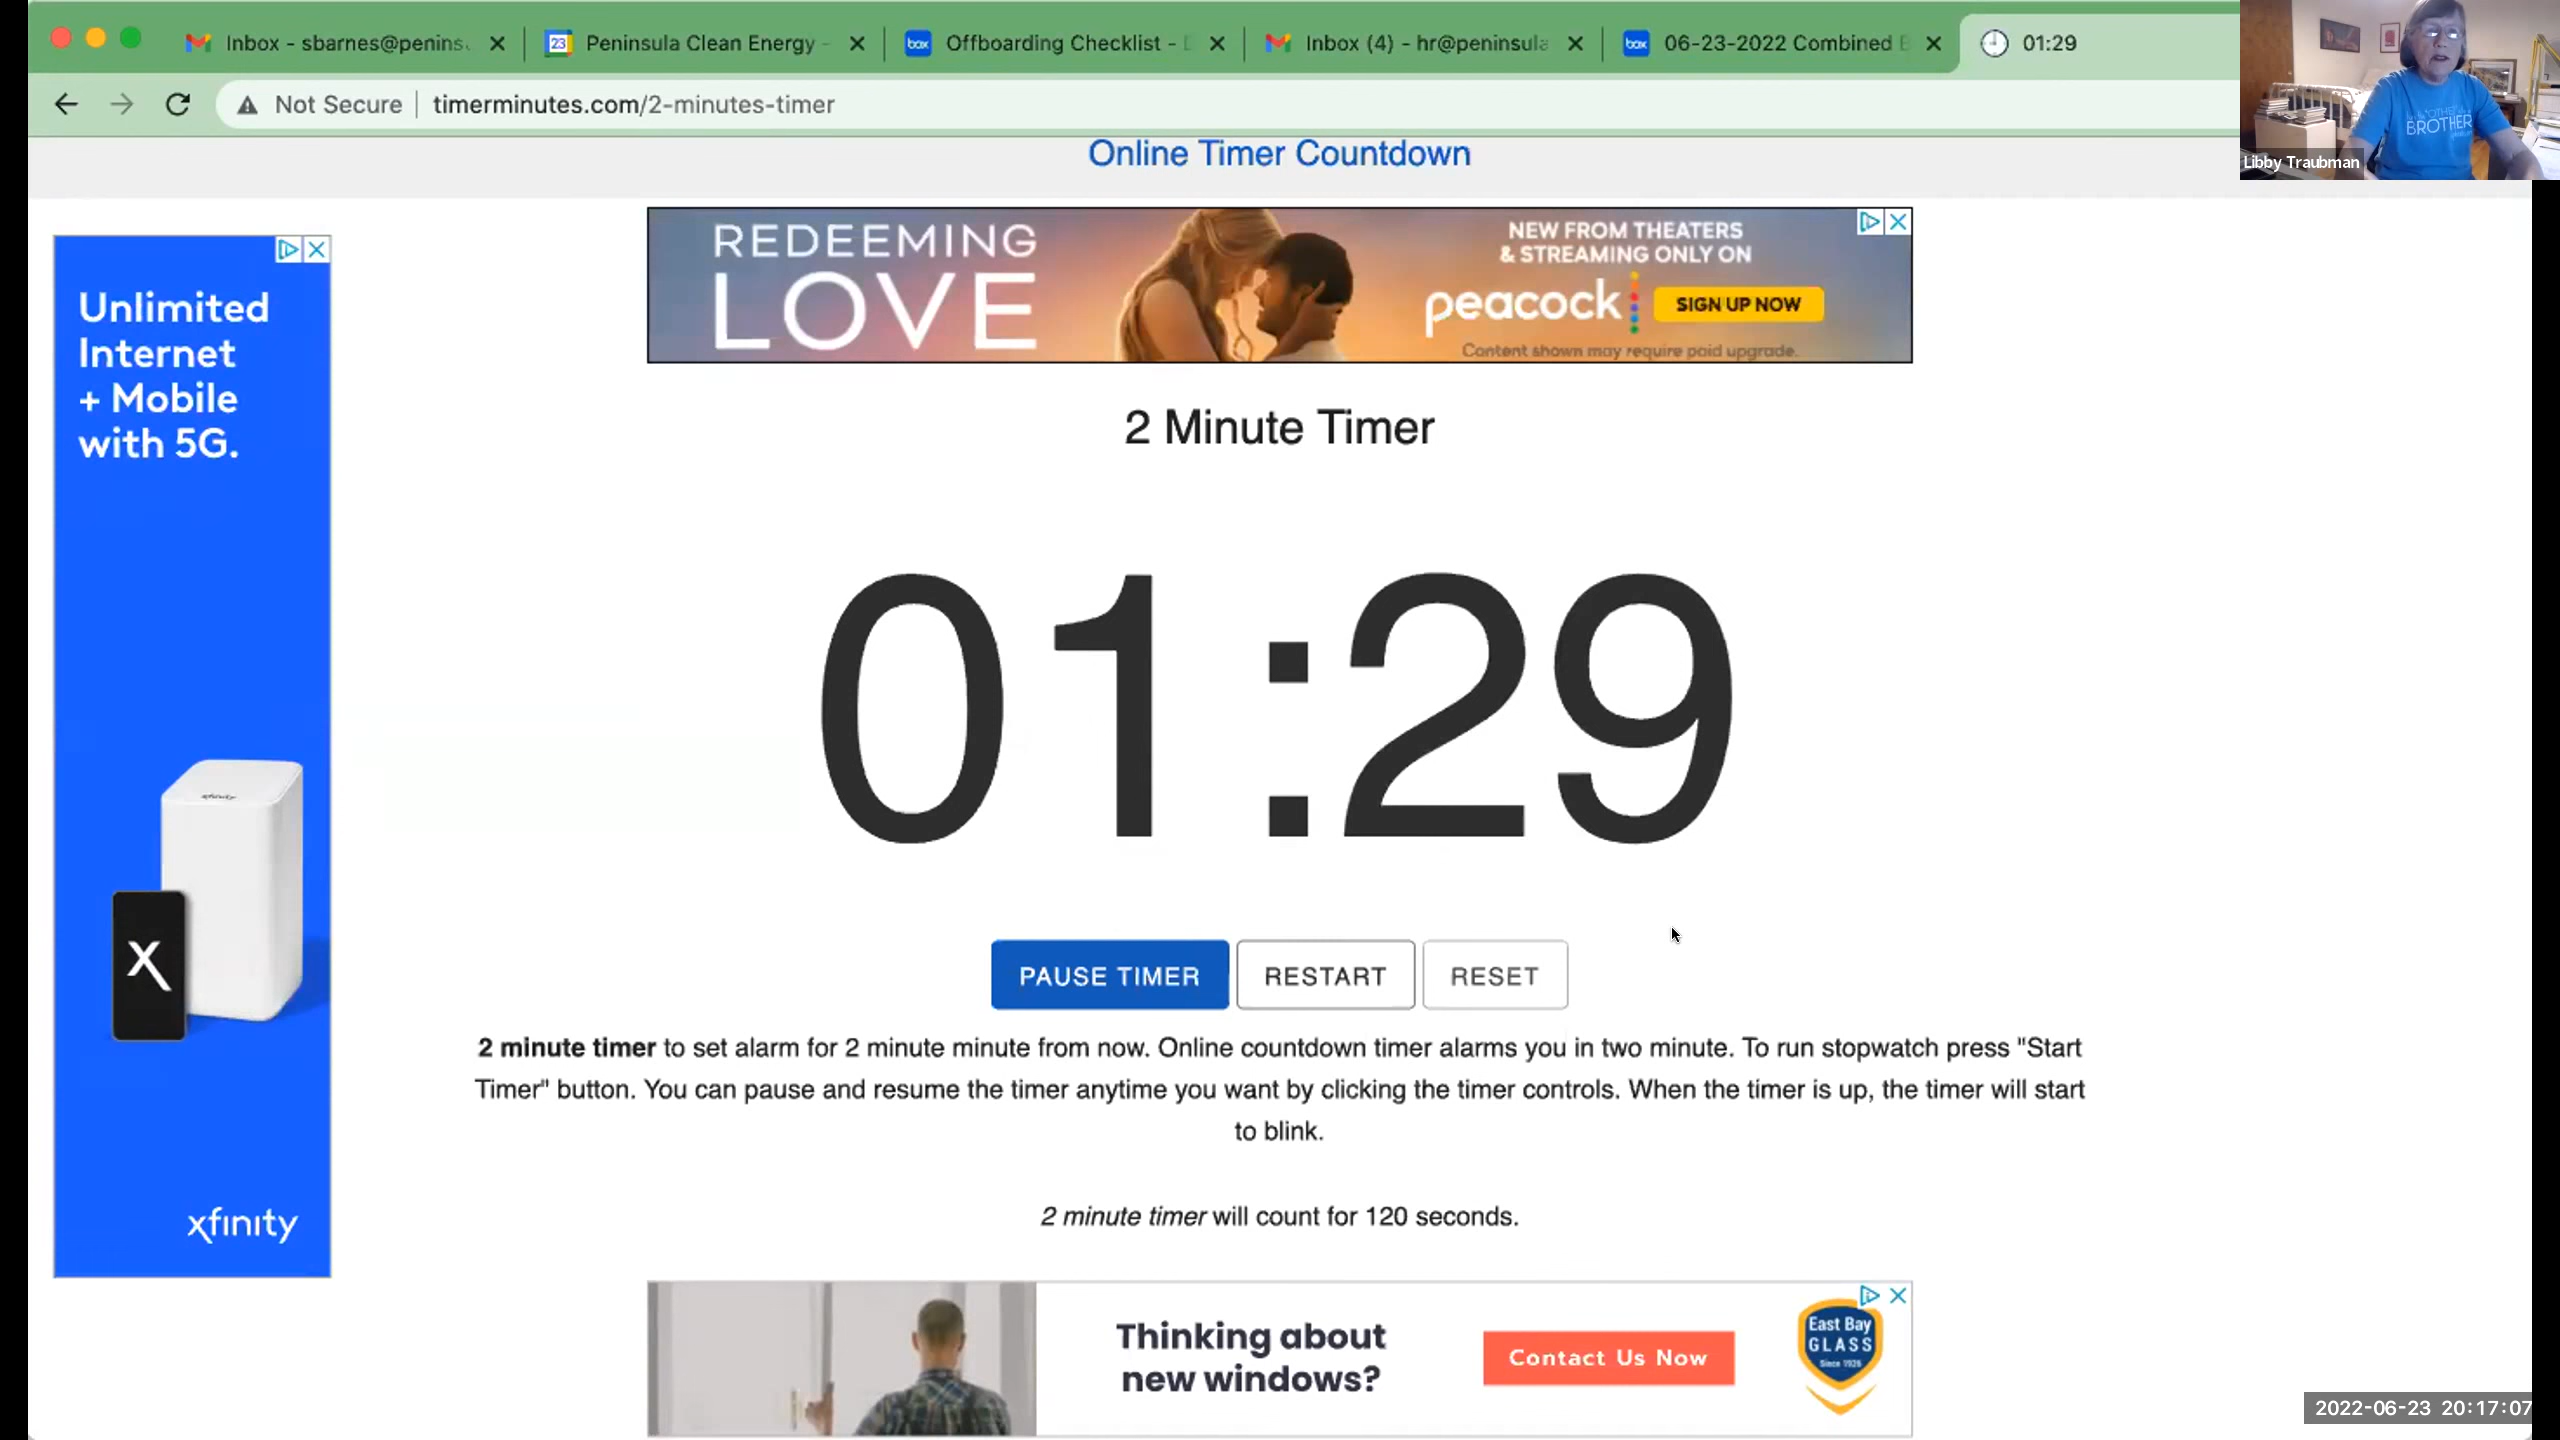 Inbox - sbarnes@penins
Peninsula Clean Energy -
Offboarding Checklist -
Inbox (4) - hr@peninsula
06-23-2022 Combined
01:29
Not Secure
timerminutes.com/2-minutes-timer
Online Timer Countdown
BROTHER
Libby Traubman
REDEEMING
LOVE
NEW FROM THEATERS
& STREAMING ONLY ON
peacock
SIGN UP NOW
Content shown may require paid upgrade.
Unlimited
Internet
+ Mobile
with 5G.
xfinity
X
xfinity
2 Minute Timer
01:29
PAUSE TIMER
RESTART
RESET
2 minute timer to set alarm for 2 minute minute from now. Online countdown timer alarms you in two minute. To run stopwatch press "Start
Timer" button. You can pause and resume the timer anytime you want by clicking the timer controls. When the timer is up, the timer will start
to blink.
2 minute timer will count for 120 seconds.
Thinking about
new windows?
Contact Us Now
East Bay
GLASS
Since 1926
2022-06-23 20:17:07